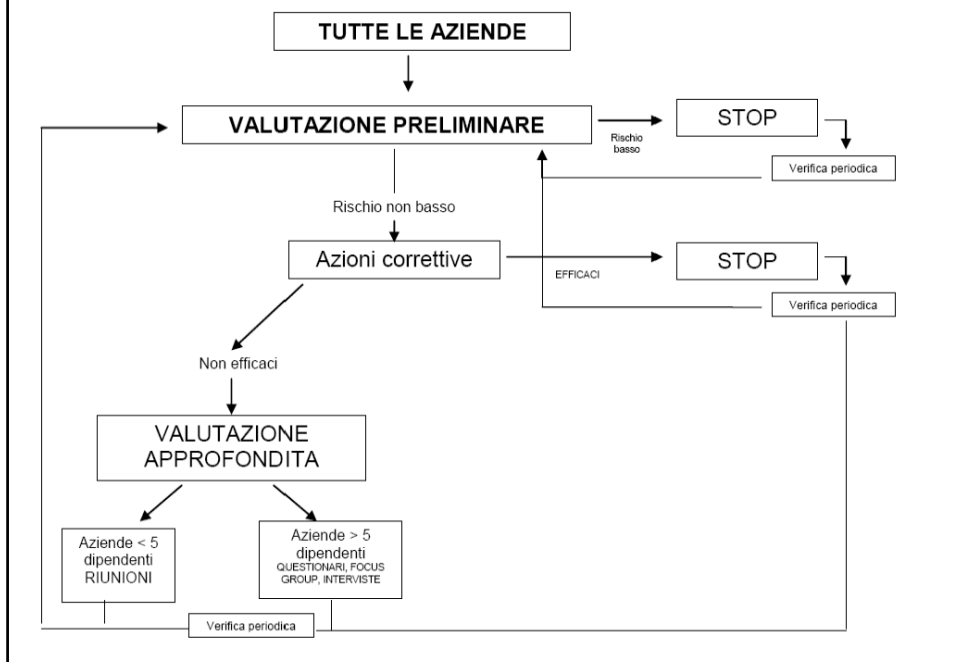 TUTTE LE AZIENDE
VALUTAZIONE PRELIMINARE
Rischio
basso
STOP
Verifica periodica
Rischio non basso
Azioni correttive
EFFICACI
STOP
Verifica periodica
Non efficaci
VALUTAZIONE
APPROFONDITA
Aziende < 5
dipendenti
RIUNIONI
Aziende > 5
dipendenti
QUESTIONARI, FOCUS
GROUP, INTERVISTE
Verifica periodica